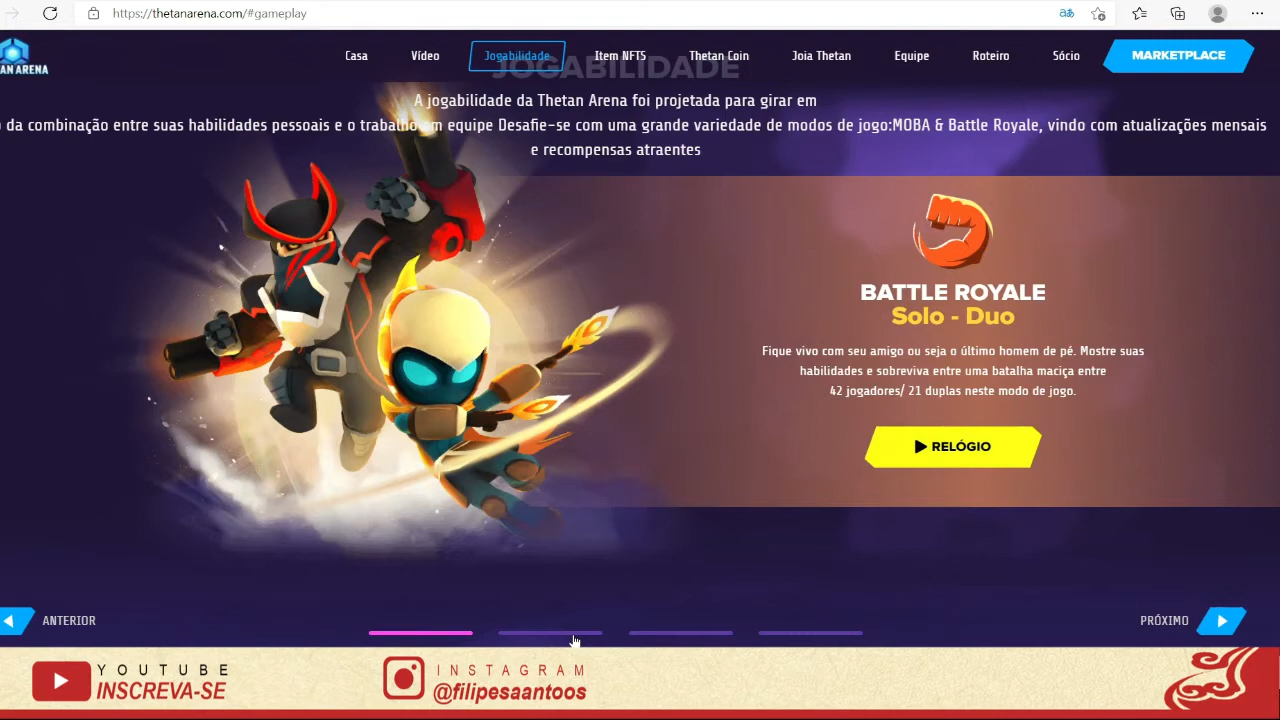 https://thetanarena.com/#gameplay
AN ARENA
Casa Vídeo Jogabilidade Item NFTS Thetan Coin Joia Thetan Equipe Roteiro Sócio MARKETPLACE
JOGABILIDADE
A jogabilidade da Thetan Arena foi projetada para girar em
o da combinação entre suas habilidades pessoais e o trabalho em equipe Desafie-se com uma grande variedade de modos de jogo:MOBA & Battle Royale, vindo com atualizações mensais
e recompensas atraentes
BATTLE ROYALE
Solo - Duo
Fique vivo com seu amigo ou seja o último homem de pé. Mostre suas
habilidades e sobreviva entre uma batalha maciça entre
42 jogadores/ 21 duplas neste modo de jogo.
RELÓGIO
ANTERIOR
PRÓXIMO
YOUTUBE
INSCREVA-SE
INSTAGRAM
@filipesaantoos